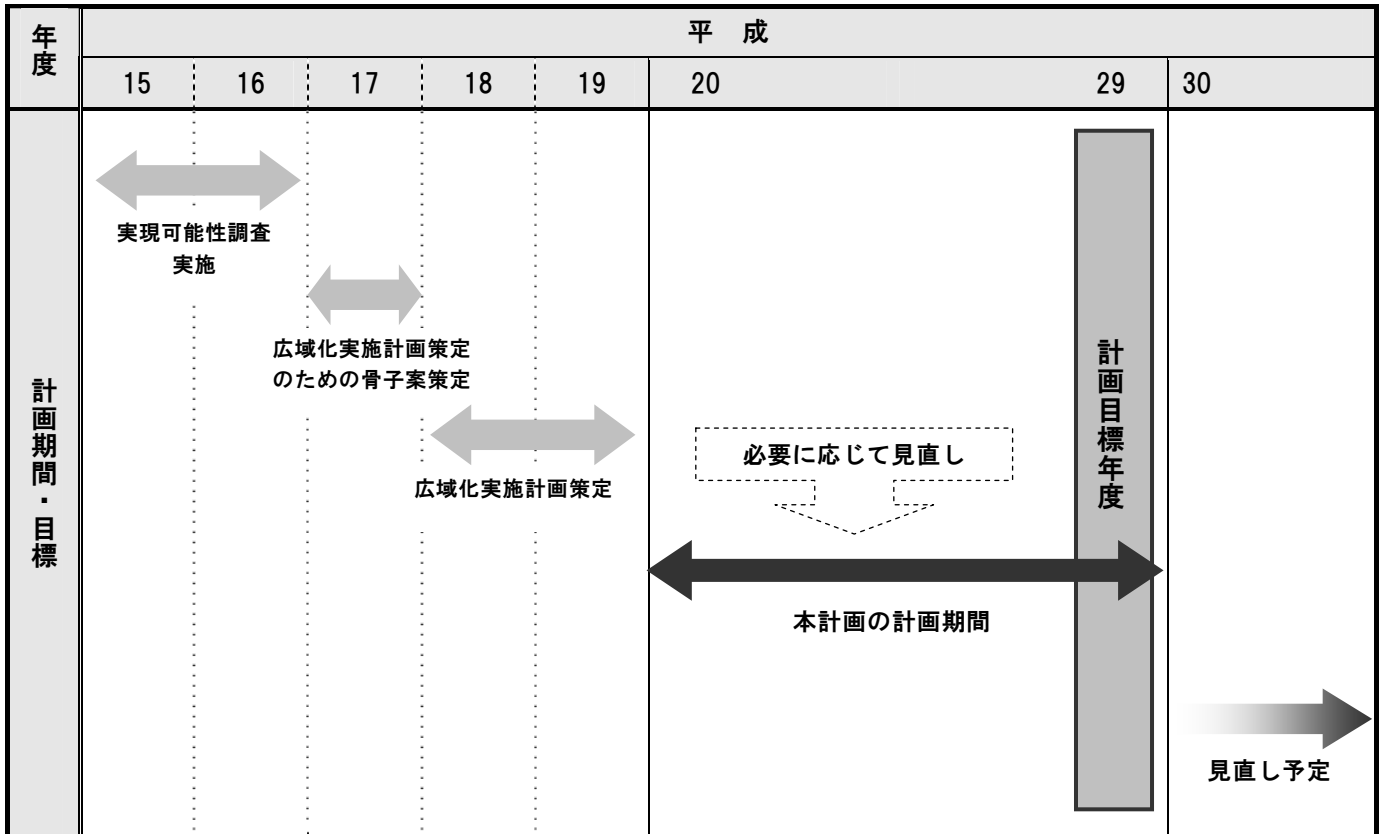 年度
平 成
15 16 17 18 19 20 29 30
計画期間・目標
実現可能性調査
実施
広域化実施計画策定
のための骨子案策定
広域化実施計画策定
必要に応じて見直し
本計画の計画期間
計画目標年度
見直し予定